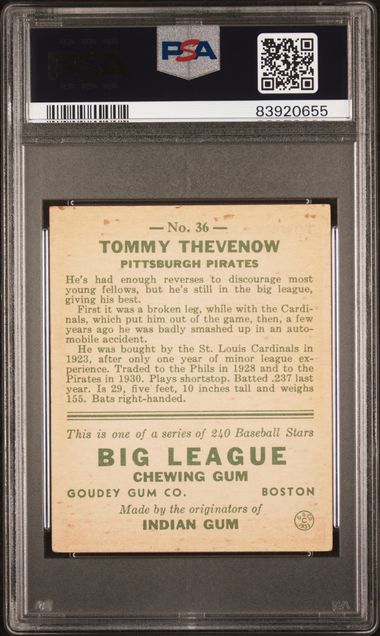 PSA
PSA
83920655
— No. 36 —
TOMMY THEVENOW
PITTSBURGH PIRATES
He's had enough reverses to discourage most
young fellows, but he's still in the big league,
giving his best.
First it was a broken leg, while with the Cardi-
nals, which put him out of the game, then, a few
years ago he was badly smashed up in an auto-
mobile accident.
He was bought by the St. Louis Cardinals in
1923, after only one year of minor league ex-
perience. Traded to the Phils in 1928 and to the
Pirates in 1930. Plays shortstop. Batted .237 last
year. Is 29, five feet, 10 inches tall and weighs
155. Bats right-handed.
This is one of a series of 240 Baseball Stars
BIG LEAGUE
CHEWING GUM
GOUDEY GUM CO. BOSTON
Made by the originators of
INDIAN GUM